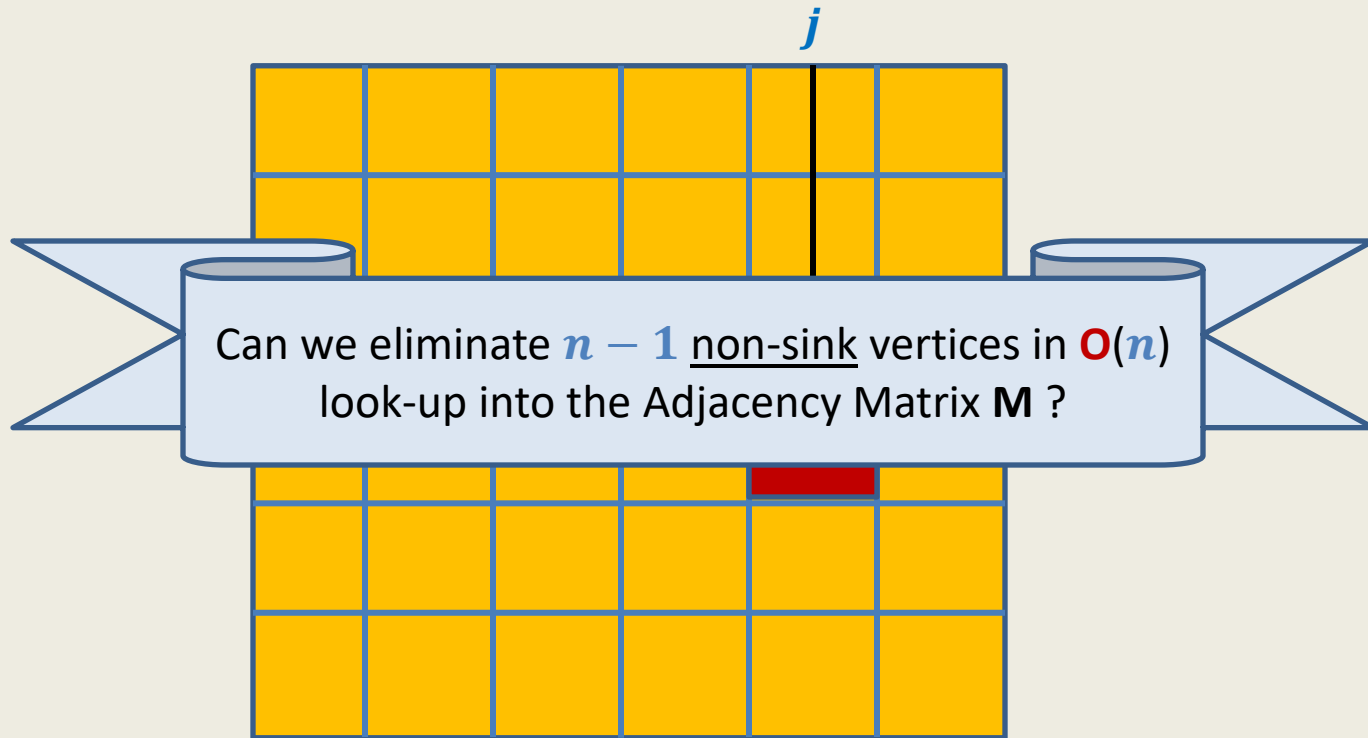 j
Can we eliminate n − 1 non-sink vertices in O(n)
look-up into the Adjacency Matrix M ?